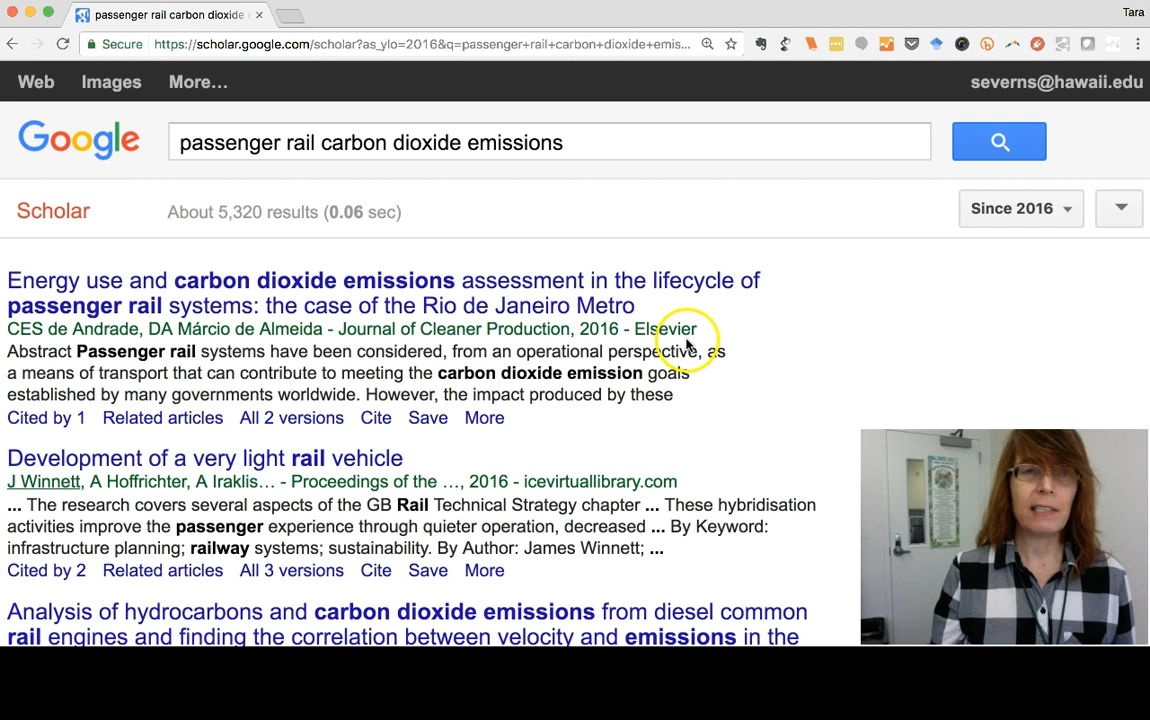 passenger rail carbon dioxide
Tara
Secure https://scholar.google.com/scholar?as_ylo=2016&q=passenger+rail+carbon+dioxide+emis...
Web Images More… severns@hawaii.edu
Google passenger rail carbon dioxide emissions
Scholar About 5,320 results (0.06 sec) Since 2016
Energy use and carbon dioxide emissions assessment in the lifecycle of
passenger rail systems: the case of the Rio de Janeiro Metro
CES de Andrade, DA Márcio de Almeida - Journal of Cleaner Production, 2016 - Elsevier
Abstract Passenger rail systems have been considered, from an operational perspective, as
a means of transport that can contribute to meeting the carbon dioxide emission goals
established by many governments worldwide. However, the impact produced by these
Cited by 1 Related articles All 2 versions Cite Save More
Development of a very light rail vehicle
J Winnett, A Hoffrichter, A Iraklis… - Proceedings of the …, 2016 - icevirtuallibrary.com
... The research covers several aspects of the GB Rail Technical Strategy chapter ... These hybridisation
activities improve the passenger experience through quieter operation, decreased ... By Keyword:
infrastructure planning; railway systems; sustainability. By Author: James Winnett; ...
Cited by 2 Related articles All 3 versions Cite Save More
Analysis of hydrocarbons and carbon dioxide emissions from diesel common
rail engines and finding the correlation between velocity and emissions in the